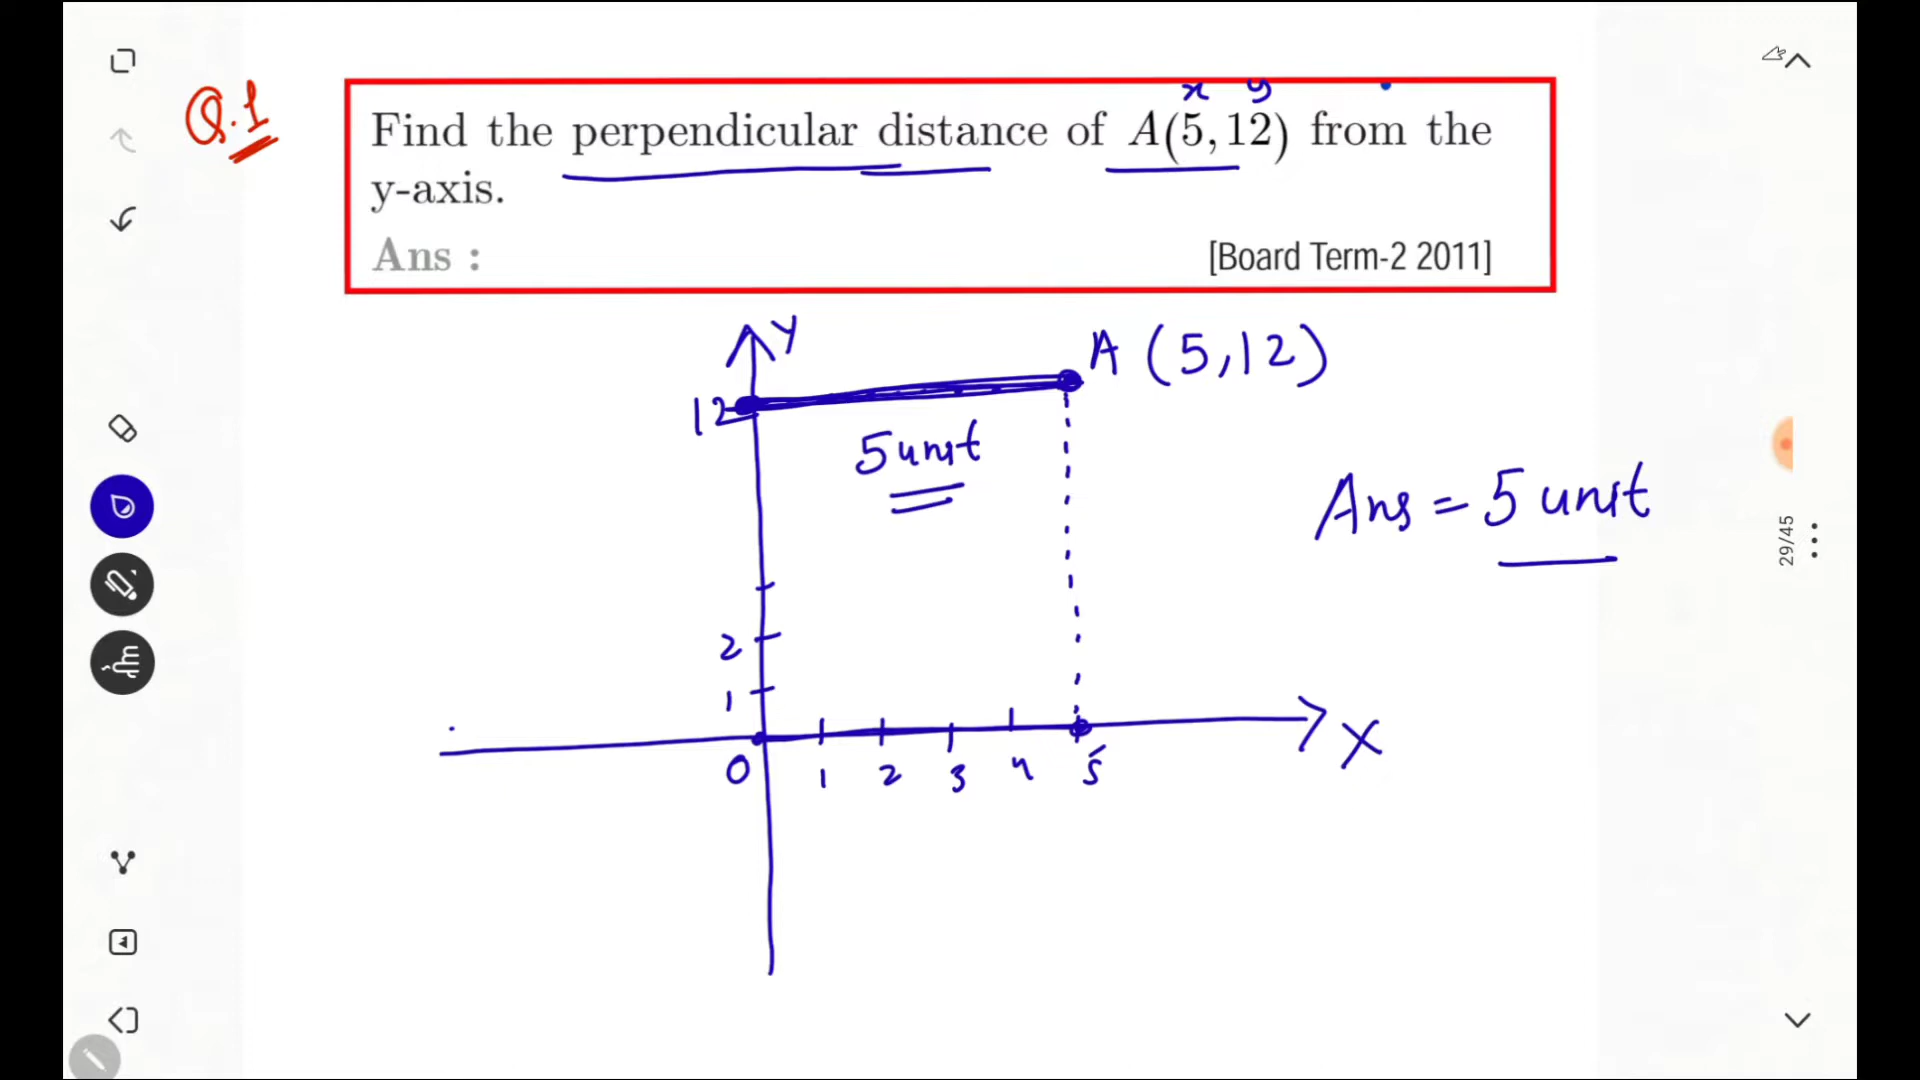 Q.1
x y
Find the perpendicular distance of A(5,12) from the
y-axis.
Ans :
[Board Term-2 2011]
Y
A (5,12)
12
5 unit
Ans = 5 unit
29/45
2
1
X
0 1 2 3 4 5